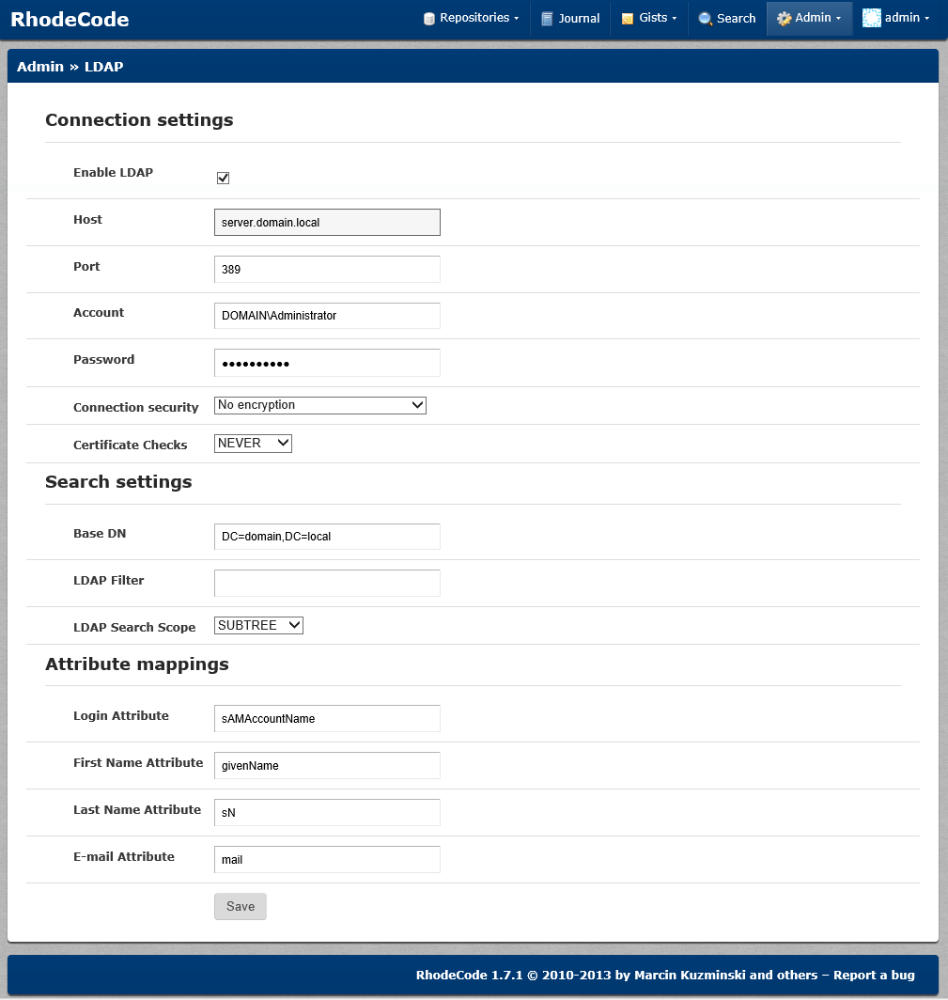 RhodeCode
Repositories Journal Gists Search Admin admin
Admin » LDAP
Connection settings
Enable LDAP
Host server.domain.local
Port 389
Account DOMAIN\Administrator
Password ••••••••••
Connection security No encryption
Certificate Checks NEVER
Search settings
Base DN DC=domain,DC=local
LDAP Filter
LDAP Search Scope SUBTREE
Attribute mappings
Login Attribute sAMAccountName
First Name Attribute givenName
Last Name Attribute sN
E-mail Attribute mail
Save
RhodeCode 1.7.1 © 2010-2013 by Marcin Kuzminski and others – Report a bug